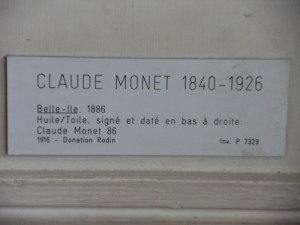 CLAUDE MONET 1840-1926
Belle-Ile, 1886
Huile/Toile, signé et daté en bas à droite:
Claude Monet 86
1916 - Donation Rodin Inv. P 7329